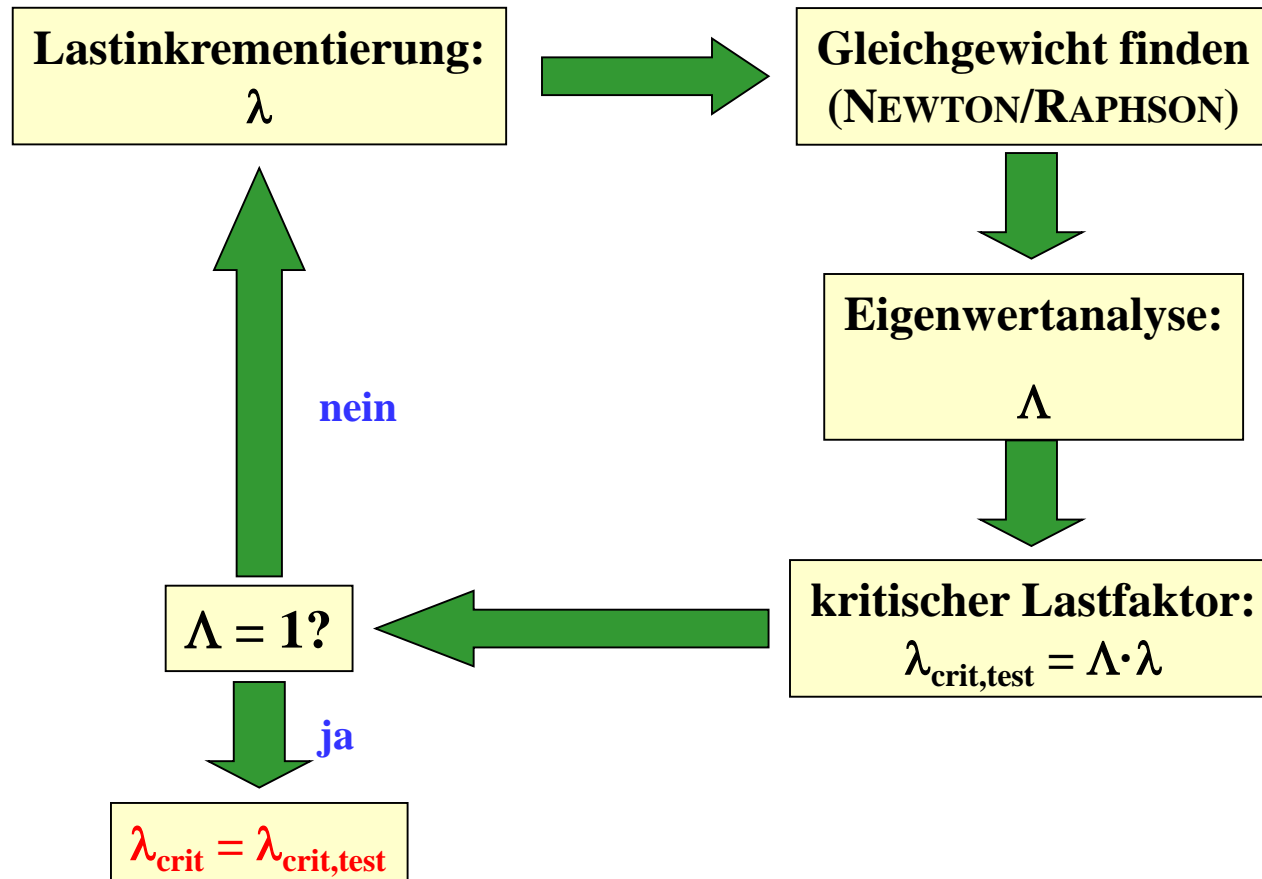 Lastinkrementierung:
λ
Gleichgewicht finden
(NEWTON/RAPHSON)
Eigenwertanalyse:
Λ
kritischer Lastfaktor:
λcrit,test = Λ·λ
Λ = 1?
nein
ja
λcrit = λcrit,test